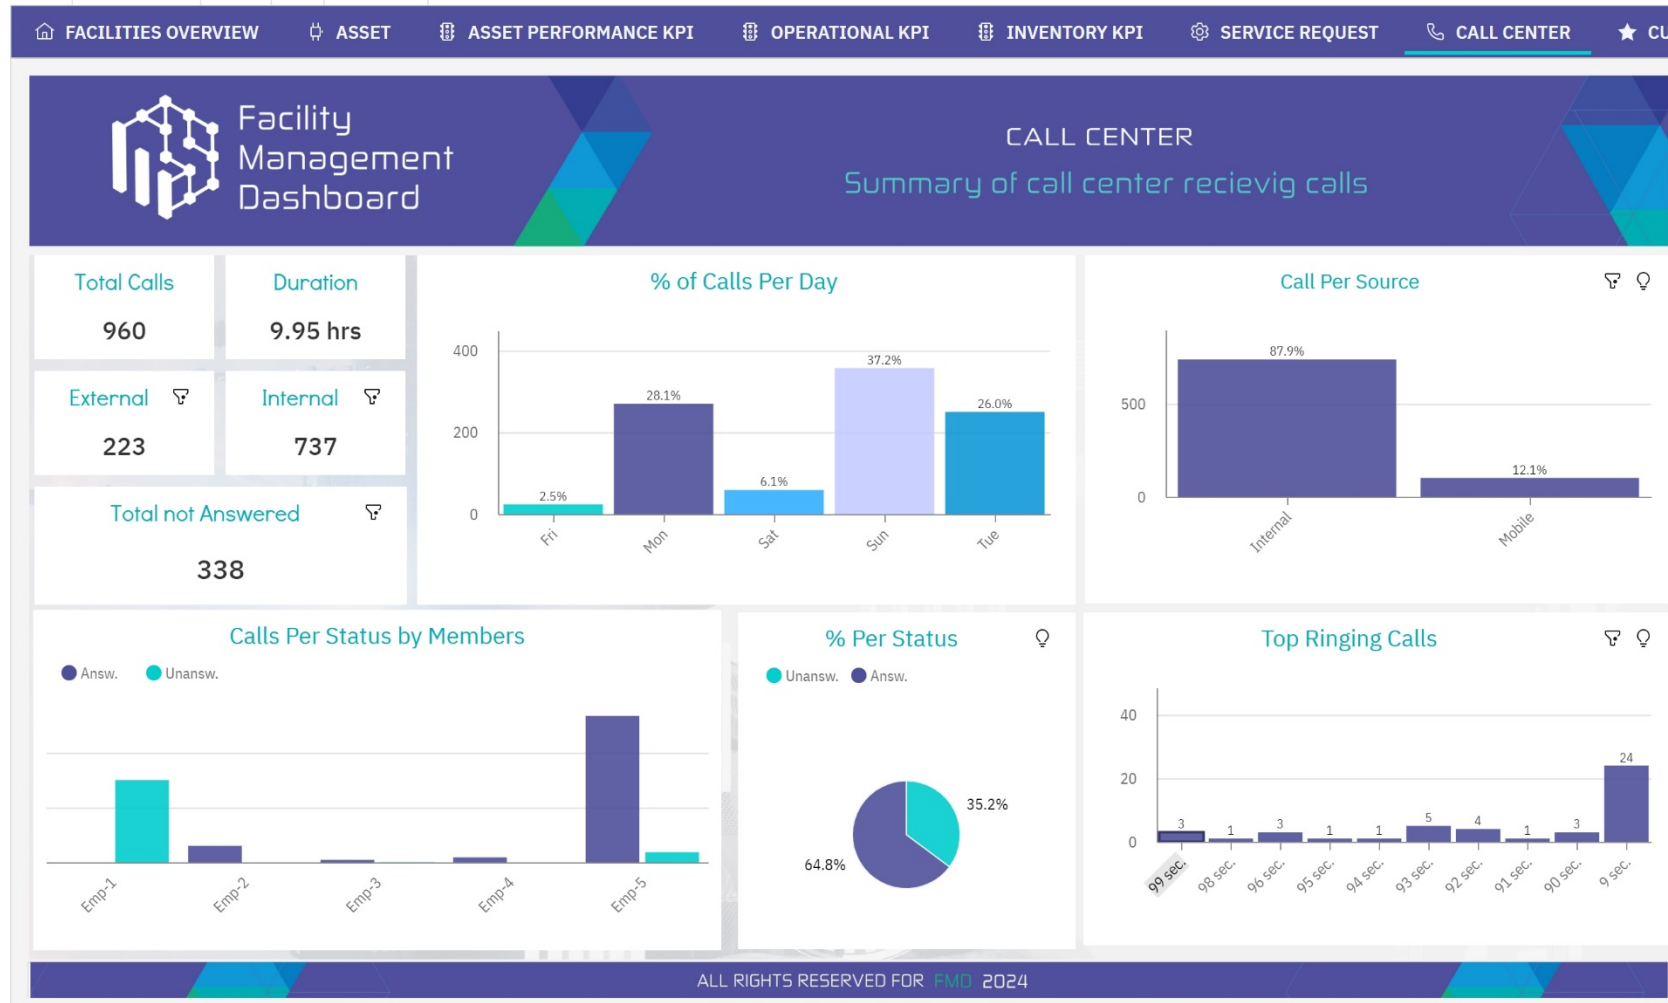 FACILITIES OVERVIEW ASSET ASSET PERFORMANCE KPI OPERATIONAL KPI INVENTORY KPI SERVICE REQUEST CALL CENTER CU
Facility
Management
Dashboard
CALL CENTER
Summary of call center recievig calls
Total Calls
960
Duration
9.95 hrs
External
223
Internal
737
Total not Answered
338
% of Calls Per Day
400
200
0
2.5%
28.1%
6.1%
37.2%
26.0%
Fri
Mon
Sat
Sun
Tue
Call Per Source
500
0
87.9%
12.1%
Internal
Mobile
Calls Per Status by Members
Answ. Unansw.
Emp-1
Emp-2
Emp-3
Emp-4
Emp-5
% Per Status
Unansw. Answ.
35.2%
64.8%
Top Ringing Calls
40
20
0
3
1
3
1
1
5
4
1
3
24
99 sec.
98 sec.
96 sec.
95 sec.
94 sec.
93 sec.
92 sec.
91 sec.
90 sec.
9 sec.
ALL RIGHTS RESERVED FOR FMD 2024